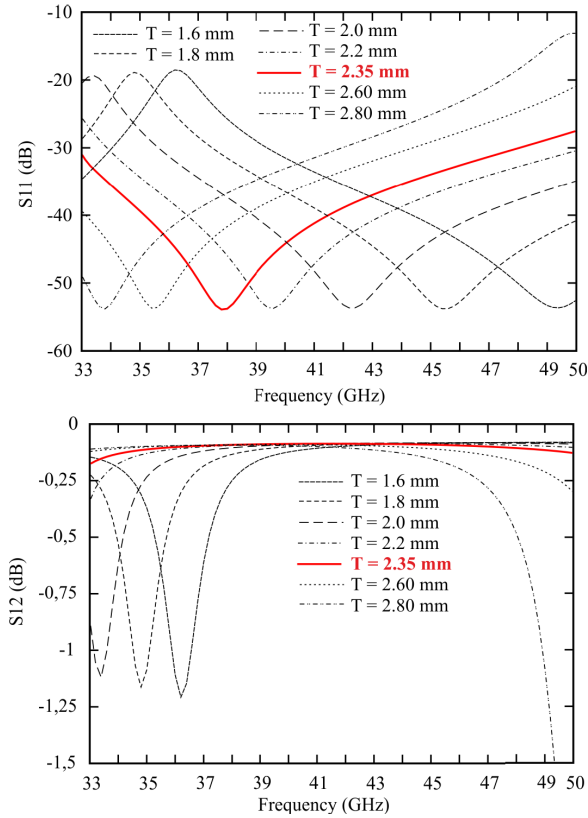 -10
-20
-30
-40
-50
-60
S11 (dB)
T = 1.6 mm
T = 1.8 mm
T = 2.0 mm
T = 2.2 mm
T = 2.35 mm
T = 2.60 mm
T = 2.80 mm
33 35 37 39 41 43 45 47 49 50
Frequency (GHz)
0
-0,25
-0,5
-0,75
-1
-1,25
-1,5
S12 (dB)
T = 1.6 mm
T = 1.8 mm
T = 2.0 mm
T = 2.2 mm
T = 2.35 mm
T = 2.60 mm
T = 2.80 mm
33 35 37 39 41 43 45 47 49 50
Frequency (GHz)